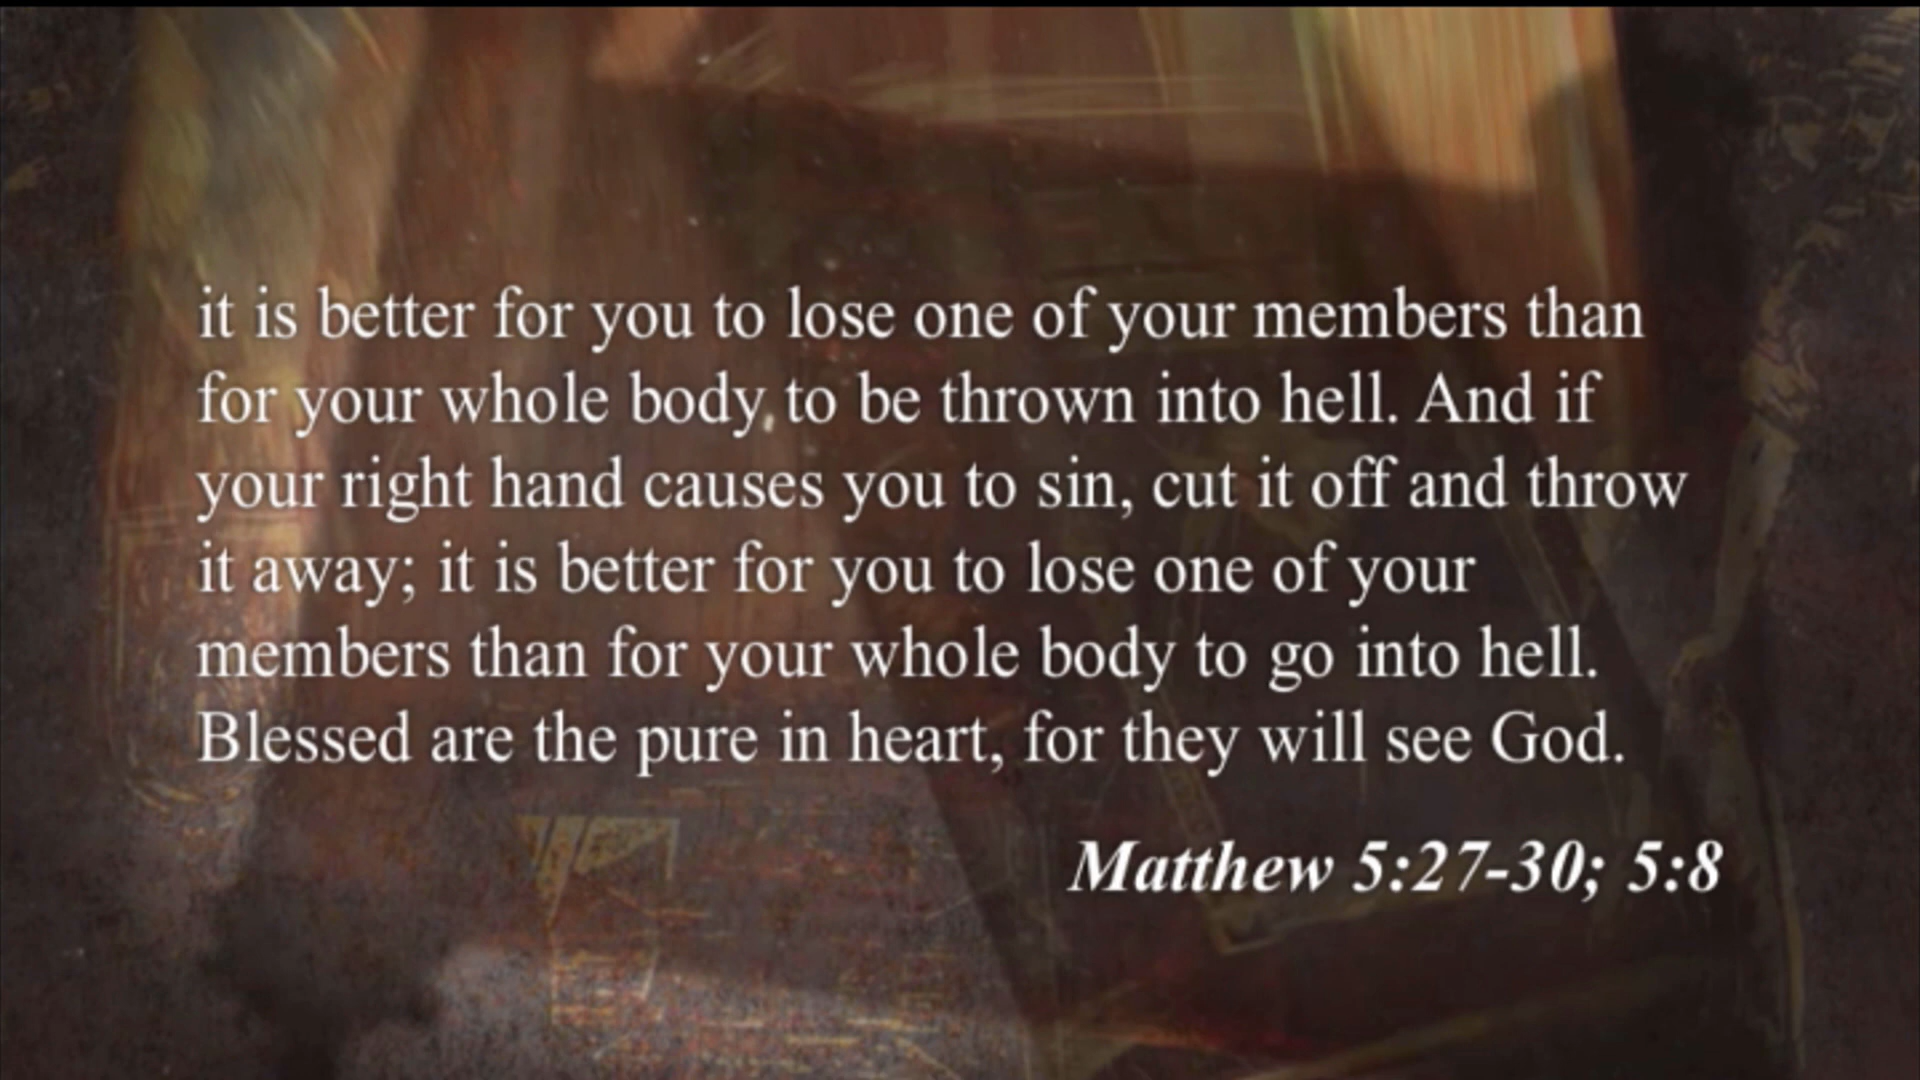 it is better for you to lose one of your members than
for your whole body to be thrown into hell. And if
your right hand causes you to sin, cut it off and throw
it away; it is better for you to lose one of your
members than for your whole body to go into hell.
Blessed are the pure in heart, for they will see God.
Matthew 5:27-30; 5:8